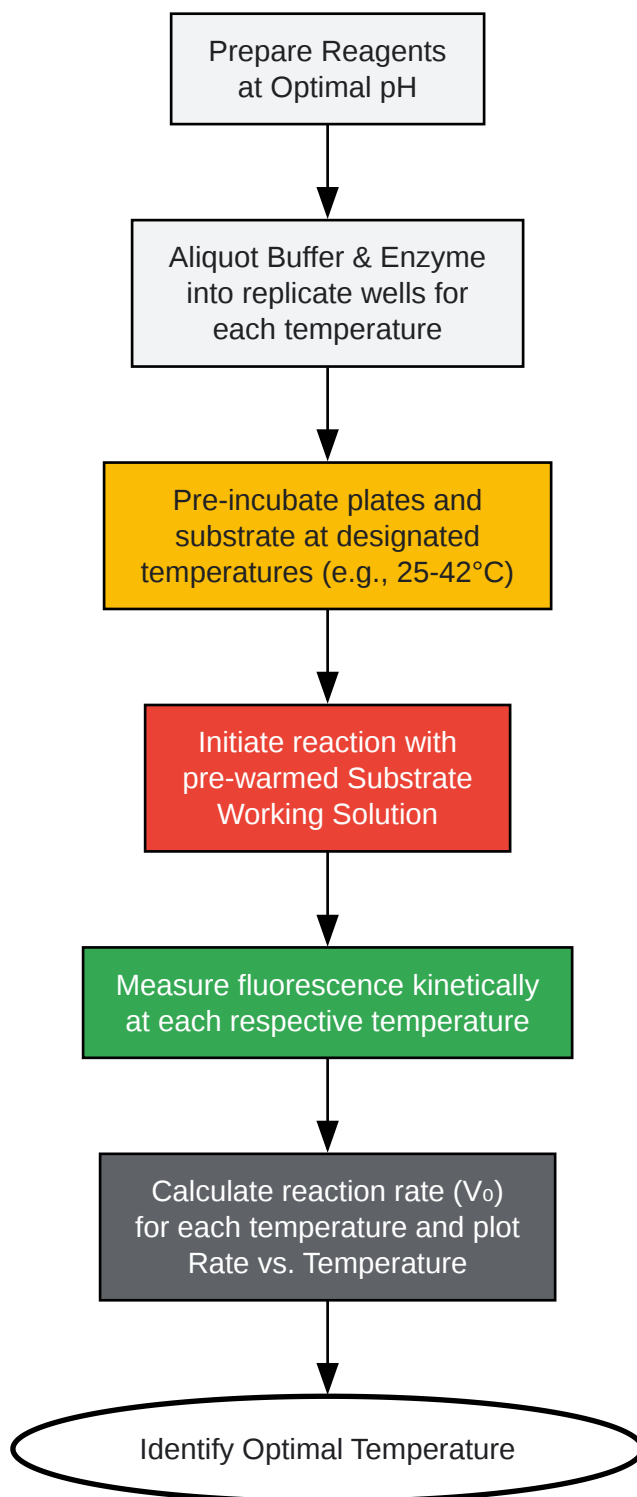 Prepare Reagents
at Optimal pH
Aliquot Buffer & Enzyme
into replicate wells for
each temperature
Pre-incubate plates and
substrate at designated
temperatures (e.g., 25-42°C)
Initiate reaction with
pre-warmed Substrate
Working Solution
Measure fluorescence kinetically
at each respective temperature
Calculate reaction rate (V₀)
for each temperature and plot
Rate vs. Temperature
Identify Optimal Temperature